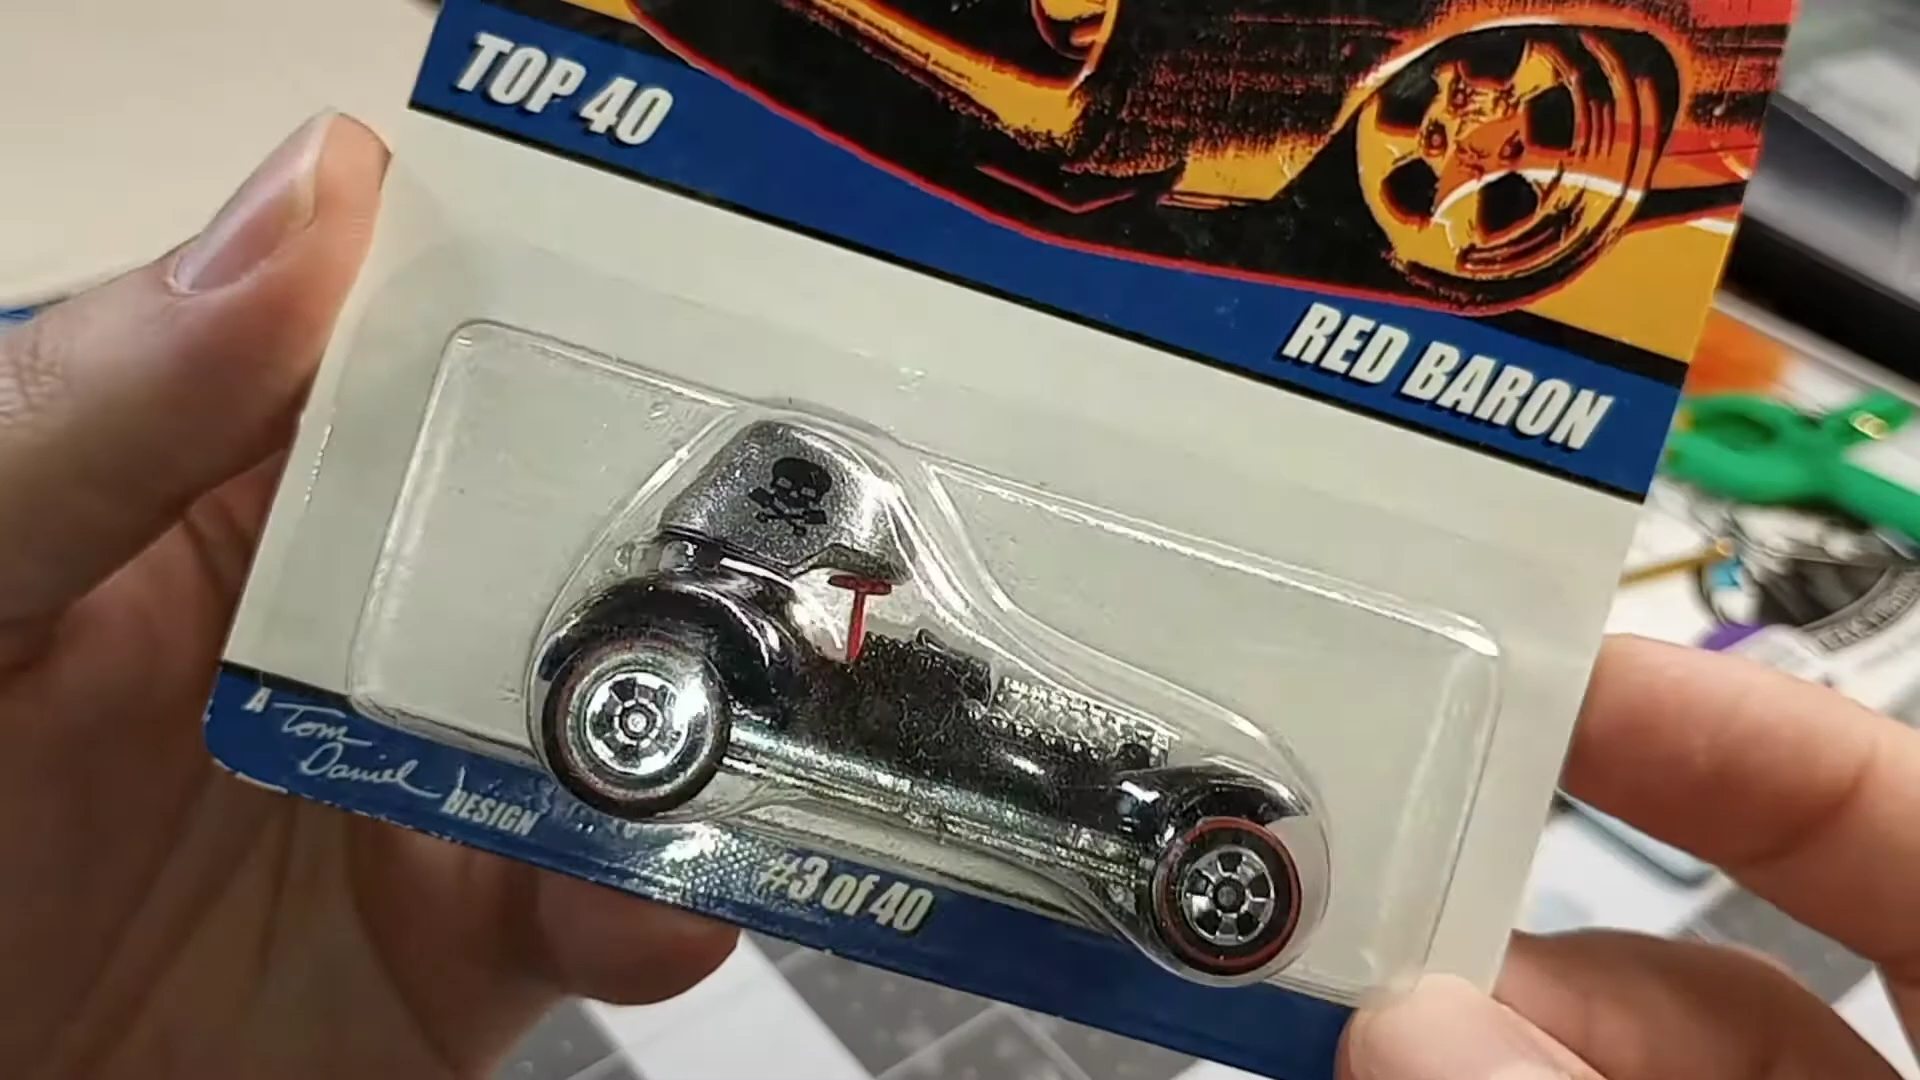 TOP 40
RED BARON
A Tom
Daniel
DESIGN
#3 of 40